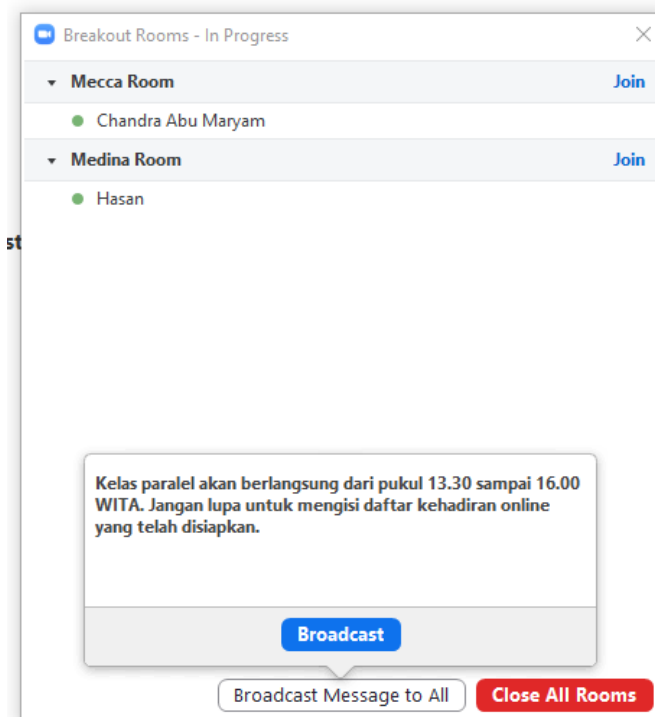 Breakout Rooms - In Progress
Mecca Room Join
Chandra Abu Maryam
Medina Room Join
Hasan
st
Kelas paralel akan berlangsung dari pukul 13.30 sampai 16.00
WITA. Jangan lupa untuk mengisi daftar kehadiran online
yang telah disiapkan.
Broadcast
Broadcast Message to All Close All Rooms